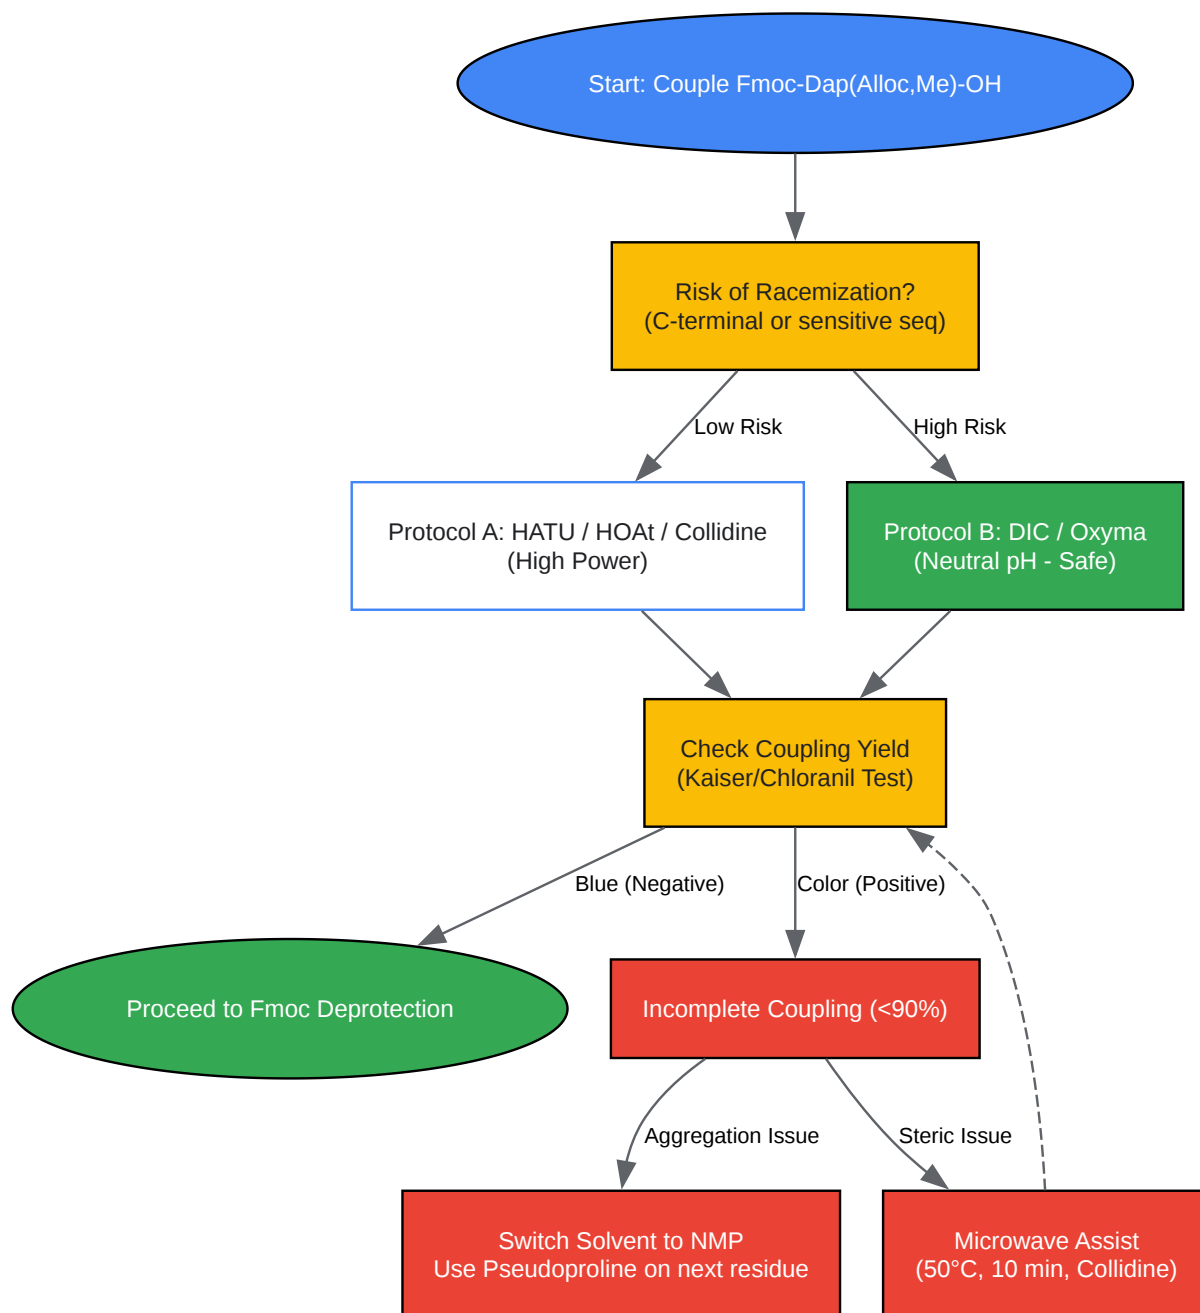 Start: Couple Fmoc-Dap(Alloc,Me)-OH
Risk of Racemization?
(C-terminal or sensitive seq)
Low Risk
High Risk
Protocol A: HATU / HOAt / Collidine
(High Power)
Protocol B: DIC / Oxyma
(Neutral pH - Safe)
Check Coupling Yield
(Kaiser/Chloranil Test)
Blue (Negative)
Color (Positive)
Proceed to Fmoc Deprotection
Incomplete Coupling (<90%)
Aggregation Issue
Steric Issue
Switch Solvent to NMP
Use Pseudoproline on next residue
Microwave Assist
(50°C, 10 min, Collidine)